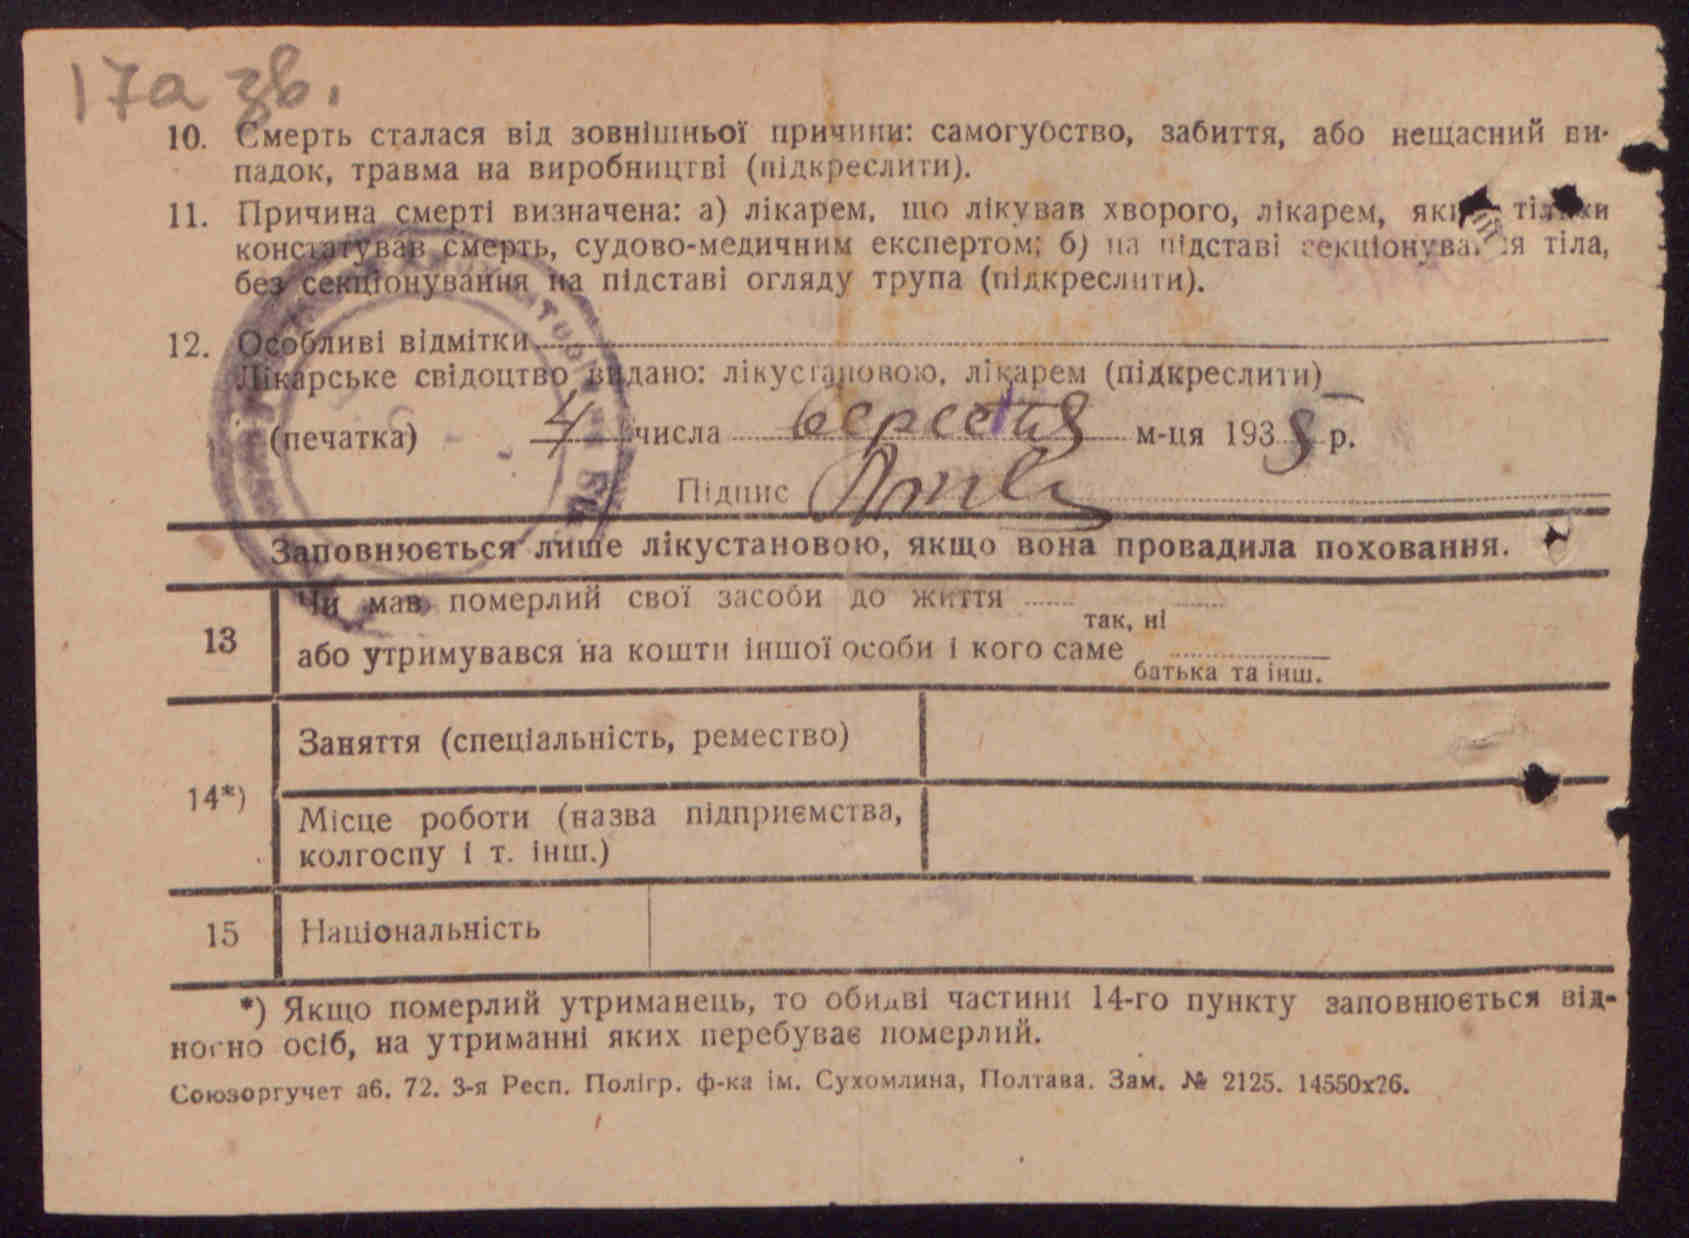 17а зв.
10. Смерть сталася від зовнішньої причини: самогубство, забиття, або нещасний ви-
падок, травма на виробництві (підкреслити).
11. Причина смерті визначена: а) лікарем, що лікував хворого, лікарем, який тільки
констатував смерть, судово-медичним експертом; б) на підставі секціонування тіла,
без секціонування на підставі огляду трупа (підкреслити).
12. Особливі відмітки
Лікарське свідоцтво видано: лікустановою, лікарем (підкреслити)
(печатка) 4 числа вересня м-ця 1938 р.
Підпис
Заповнюється лише лікустановою, якщо вона провадила поховання.
13 Чи мав померлий свої засоби до життя
так, ні
або утримувався на кошти іншої особи і кого саме
батька та інш.
14*) Заняття (спеціальність, ремество)
Місце роботи (назва підприємства,
колгоспу і т. інш.)
15 Національність
*) Якщо померлий утриманець, то обидві частини 14-го пункту заповнюється від-
носно осіб, на утриманні яких перебуває померлий.
Союзоргучет аб. 72. 3-я Респ. Полігр. ф-ка ім. Сухомлина, Полтава. Зам. № 2125. 14550х26.